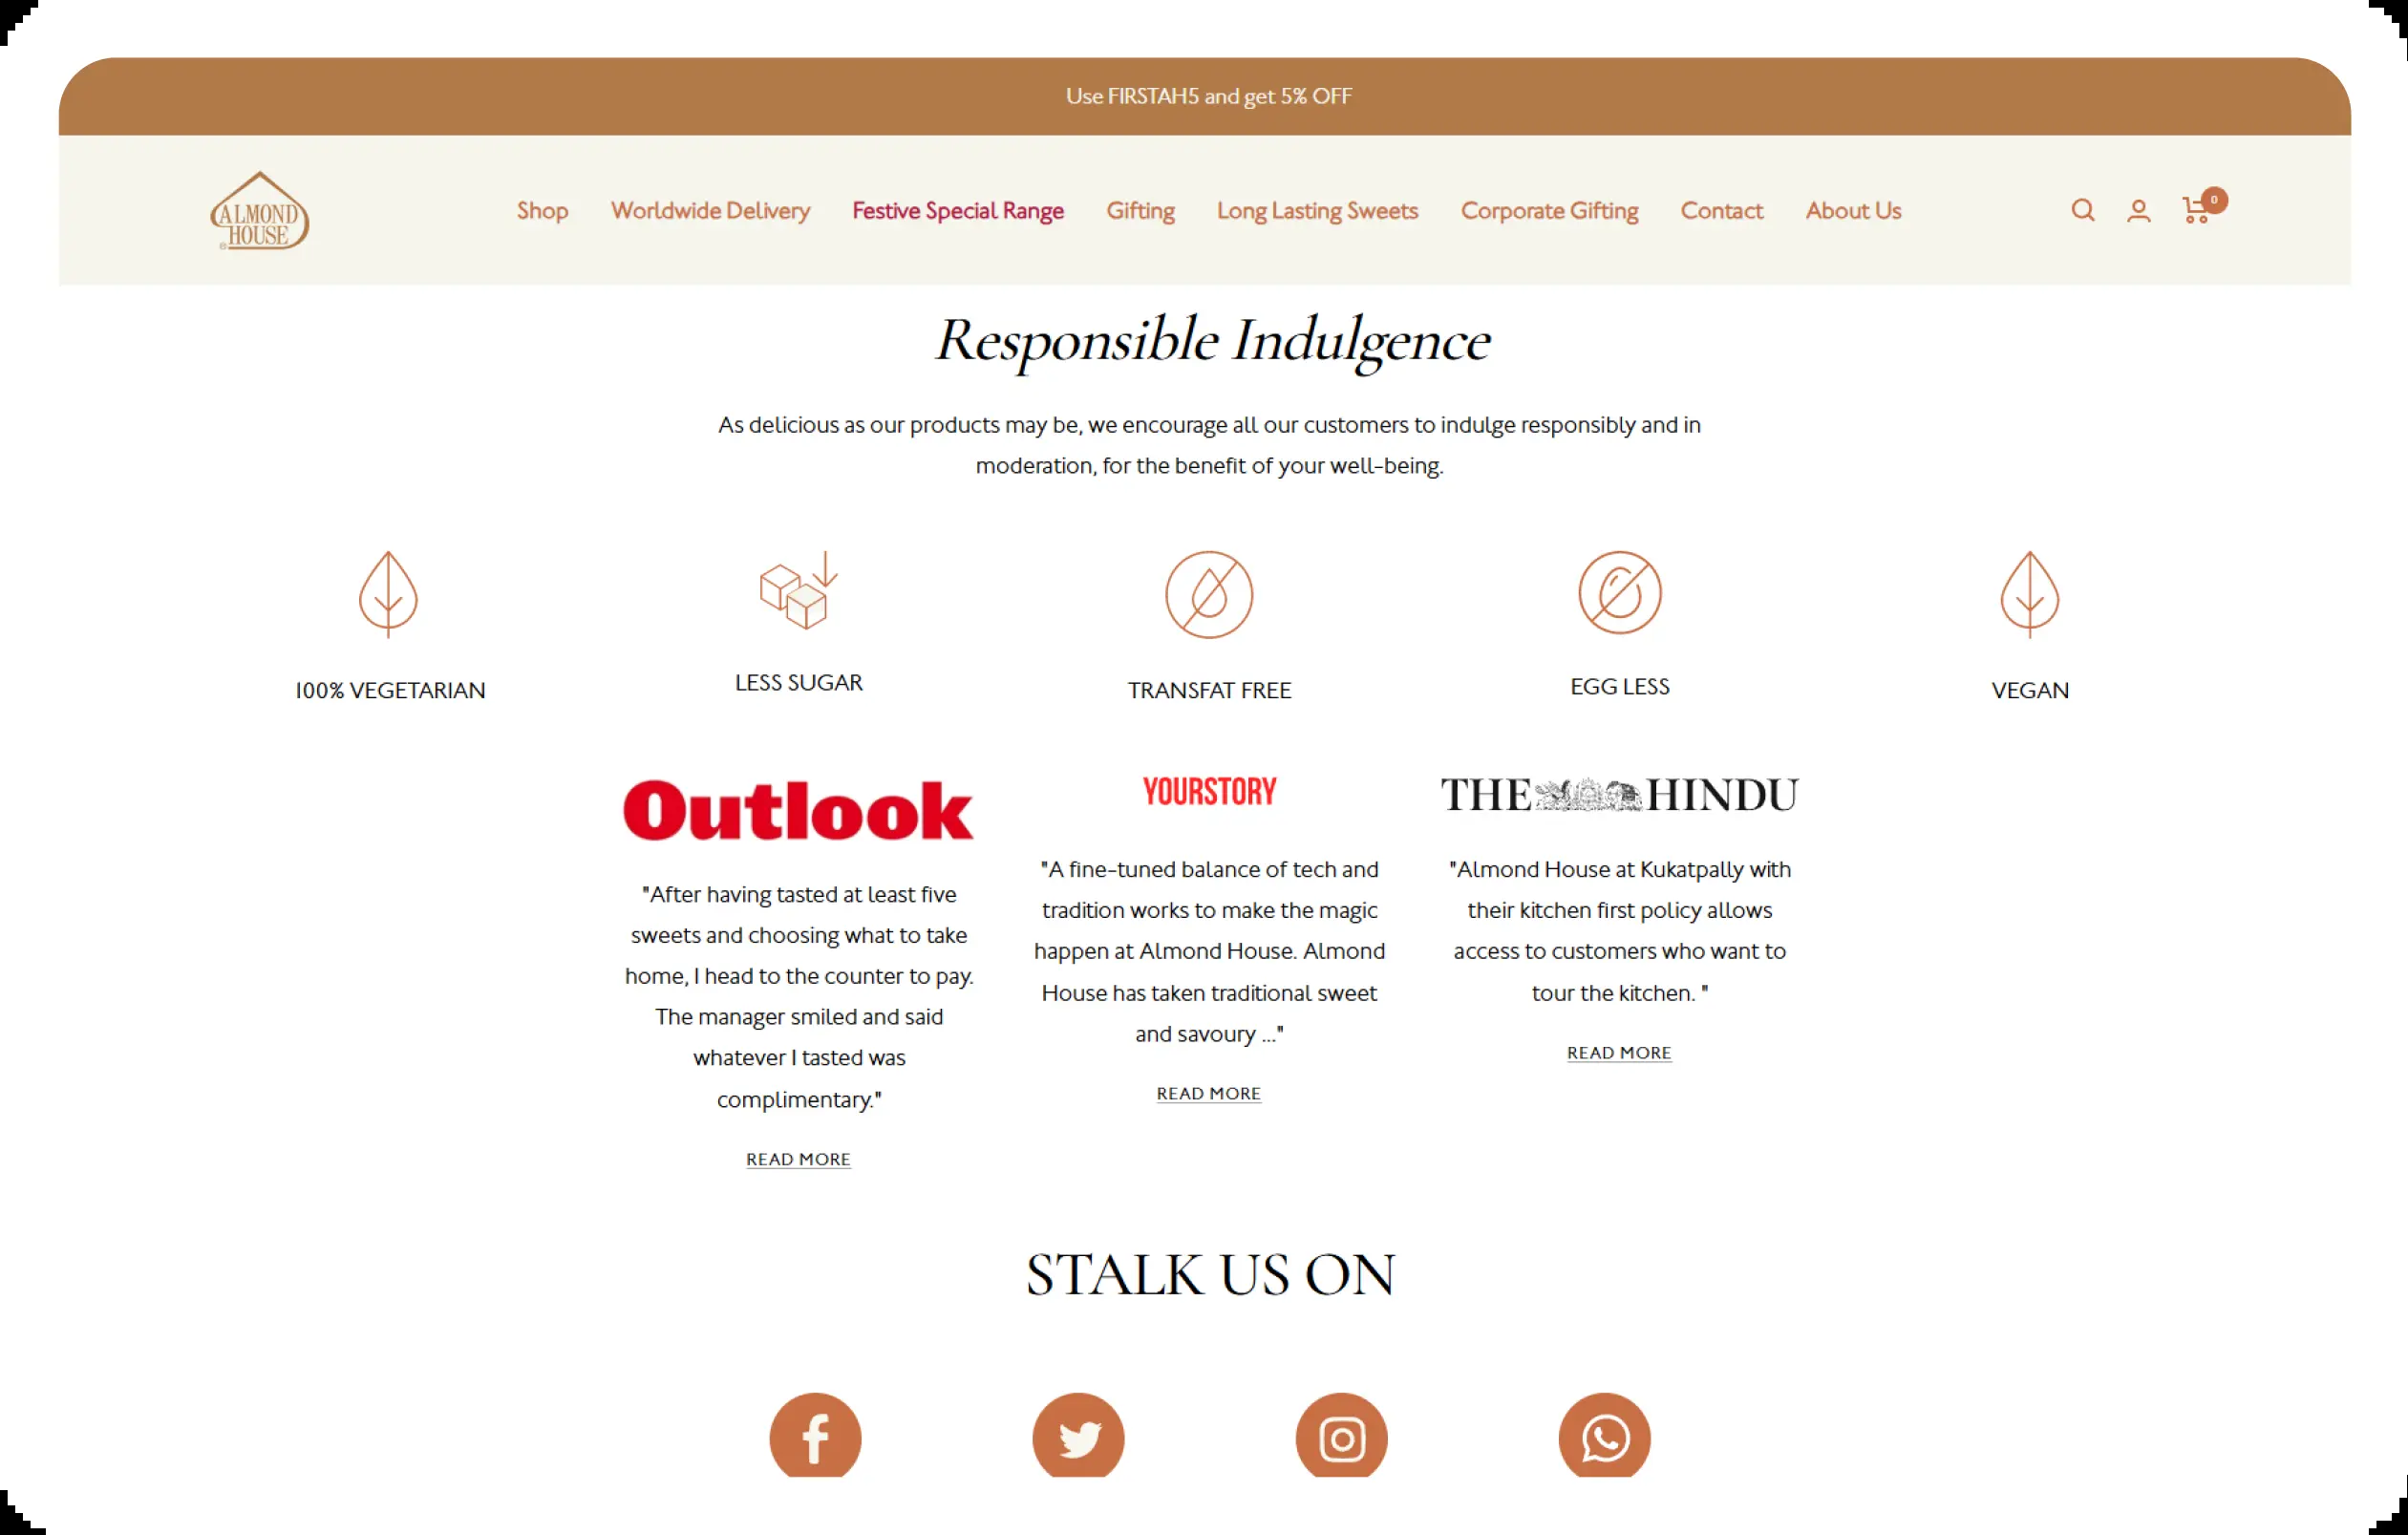 Use FIRSTAH5 and get 5% OFF
ALMOND
HOUSE
®
Shop
Worldwide Delivery
Festive Special Range
Gifting
Long Lasting Sweets
Corporate Gifting
Contact
About Us
0
Responsible Indulgence
As delicious as our products may be, we encourage all our customers to indulge responsibly and in
moderation, for the benefit of your well-being.
100% VEGETARIAN
LESS SUGAR
TRANSFAT FREE
EGG LESS
VEGAN
Outlook
"After having tasted at least five
sweets and choosing what to take
home, I head to the counter to pay.
The manager smiled and said
whatever I tasted was
complimentary."
READ MORE
YOURSTORY
"A fine-tuned balance of tech and
tradition works to make the magic
happen at Almond House. Almond
House has taken traditional sweet
and savoury ..."
READ MORE
THE HINDU
"Almond House at Kukatpally with
their kitchen first policy allows
access to customers who want to
tour the kitchen. "
READ MORE
STALK US ON